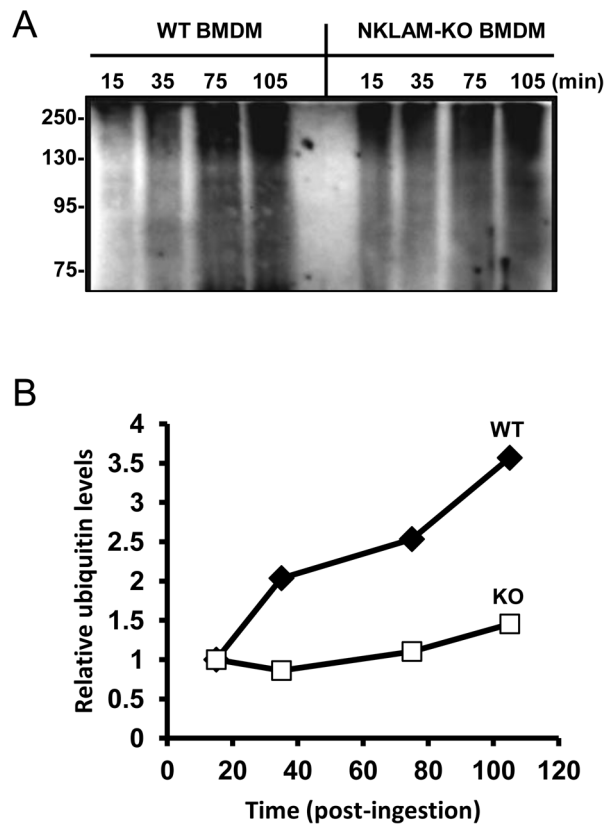 A
WT BMDM NKLAM-KO BMDM
15 35 75 105 15 35 75 105 (min)
250-
130-
95-
75-
B
4
3.5
3
2.5
2
1.5
1
0.5
0
Relative ubiquitin levels
WT
KO
0 20 40 60 80 100 120
Time (post-ingestion)